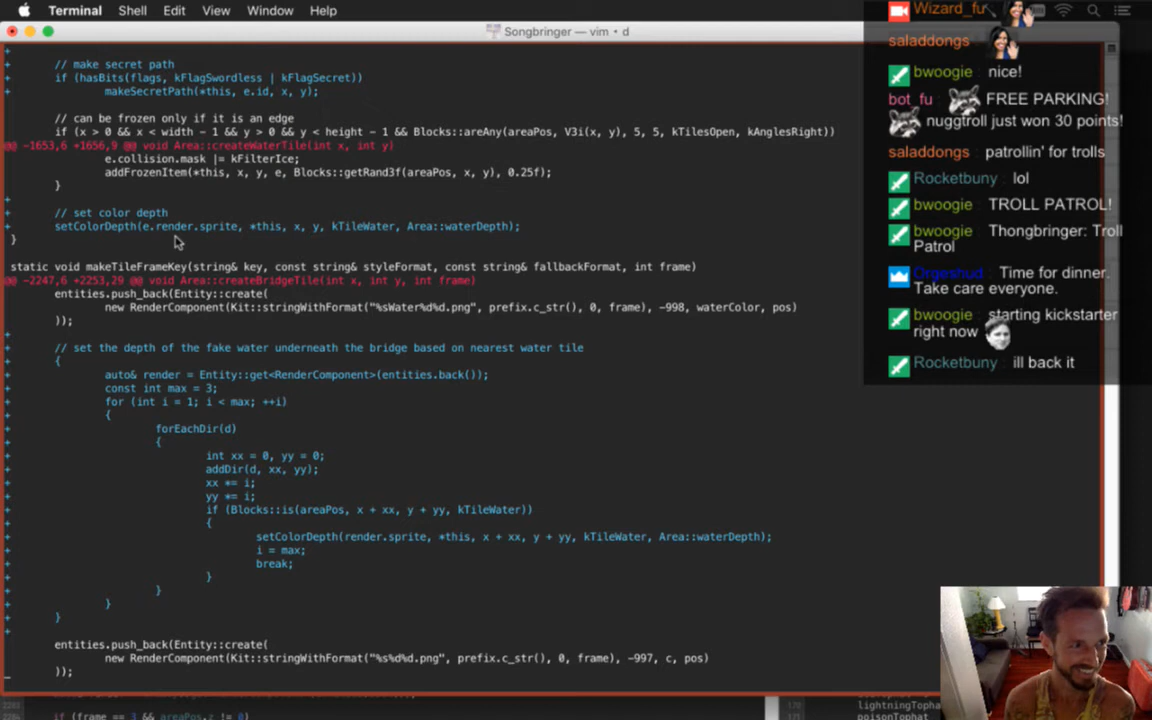 Terminal Shell Edit View Window Help
Songbringer — vim • d
+
+ // make secret path
+ if (hasBits(flags, kFlagSwordless | kFlagSecret))
+ makeSecretPath(*this, e.id, x, y);
// can be frozen only if it is an edge
if (x > 0 && x < width - 1 && y > 0 && y < height - 1 && Blocks::areAny(areaPos, V3i(x, y), 5, 5, kTilesOpen, kAnglesRight))
@@ -1653,6 +1656,9 @@ void Area::createWaterTile(int x, int y)
e.collision.mask |= kFilterIce;
addFrozenItem(*this, x, y, e, Blocks::getRand3f(areaPos, x, y), 0.25f);
}
+
+ // set color depth
+ setColorDepth(e.render.sprite, *this, x, y, kTileWater, Area::waterDepth);
}
static void makeTileFrameKey(string& key, const string& styleFormat, const string& fallbackFormat, int frame)
@@ -2247,6 +2253,29 @@ void Area::createBridgeTile(int x, int y, int frame)
entities.push_back(Entity::create(
new RenderComponent(Kit::stringWithFormat("%sWater%d%d.png", prefix.c_str(), 0, frame), -998, waterColor, pos)
));
+
+ // set the depth of the fake water underneath the bridge based on nearest water tile
+ {
+ auto& render = Entity::get<RenderComponent>(entities.back());
+ const int max = 3;
+ for (int i = 1; i < max; ++i)
+ {
+ forEachDir(d)
+ {
+ int xx = 0, yy = 0;
+ addDir(d, xx, yy);
+ xx *= i;
+ yy *= i;
+ if (Blocks::is(areaPos, x + xx, y + yy, kTileWater))
+ {
+ setColorDepth(render.sprite, *this, x + xx, y + yy, kTileWater, Area::waterDepth);
+ i = max;
+ break;
+ }
+ }
+ }
+ }
+
entities.push_back(Entity::create(
new RenderComponent(Kit::stringWithFormat("%s%d%d.png", prefix.c_str(), 0, frame), -997, c, pos)
));
if (frame == 3 && areaPos.z != 0)
170
171
lightningTophat
poisonTophat
Wizard_fu
saladdongs
bwoogie nice!
bot_fu FREE PARKING!
nuggtroll just won 30 points!
saladdongs patrollin' for trolls
Rocketbuny lol
bwoogie TROLL PATROL!
bwoogie Thongbringer: Troll
Patrol
Orgeshud Time for dinner.
Take care everyone.
bwoogie starting kickstarter
right now
Rocketbuny ill back it